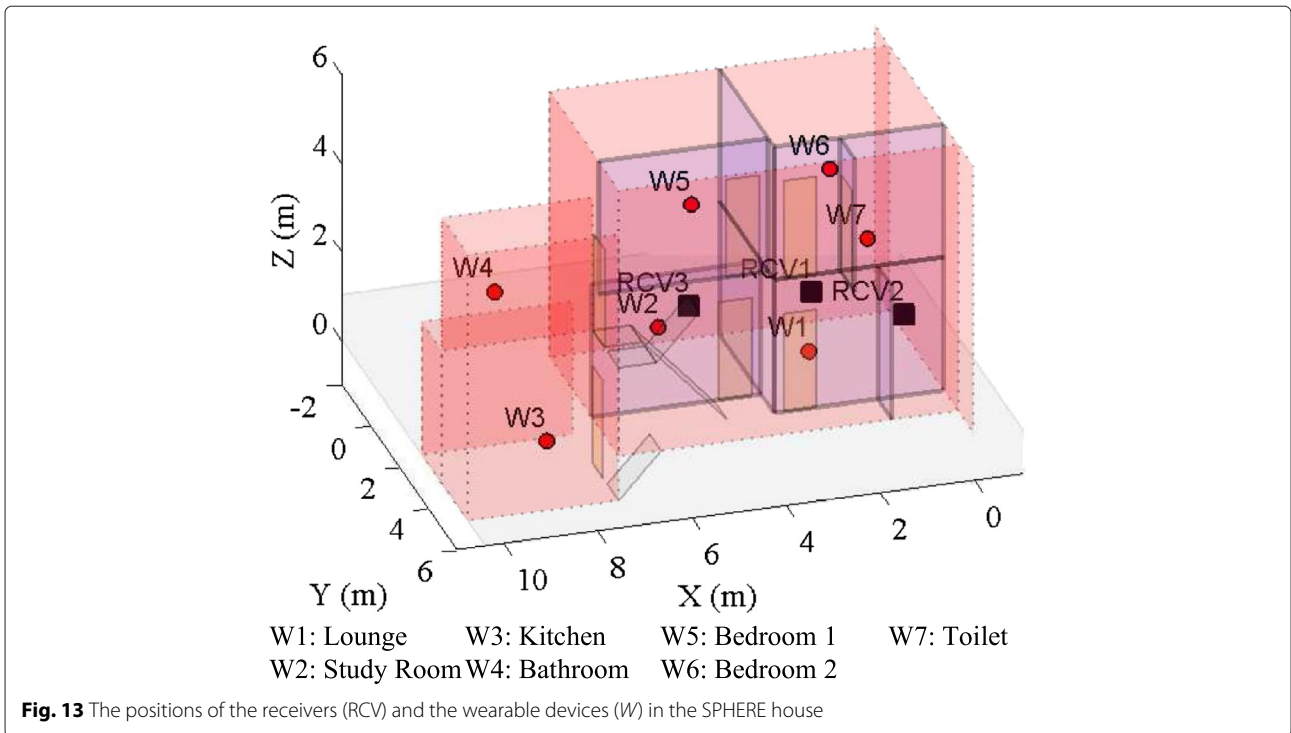 6
4
2
0
Z (m)
-2
0
2
4
6
Y (m)
10
8
6
4
2
0
X (m)
W6
W5
W7
W4
RCV3
RCV1
RCV2
W2
W1
W3
W1: Lounge W3: Kitchen W5: Bedroom 1 W7: Toilet
W2: Study Room W4: Bathroom W6: Bedroom 2
Fig. 13 The positions of the receivers (RCV) and the wearable devices (W) in the SPHERE house